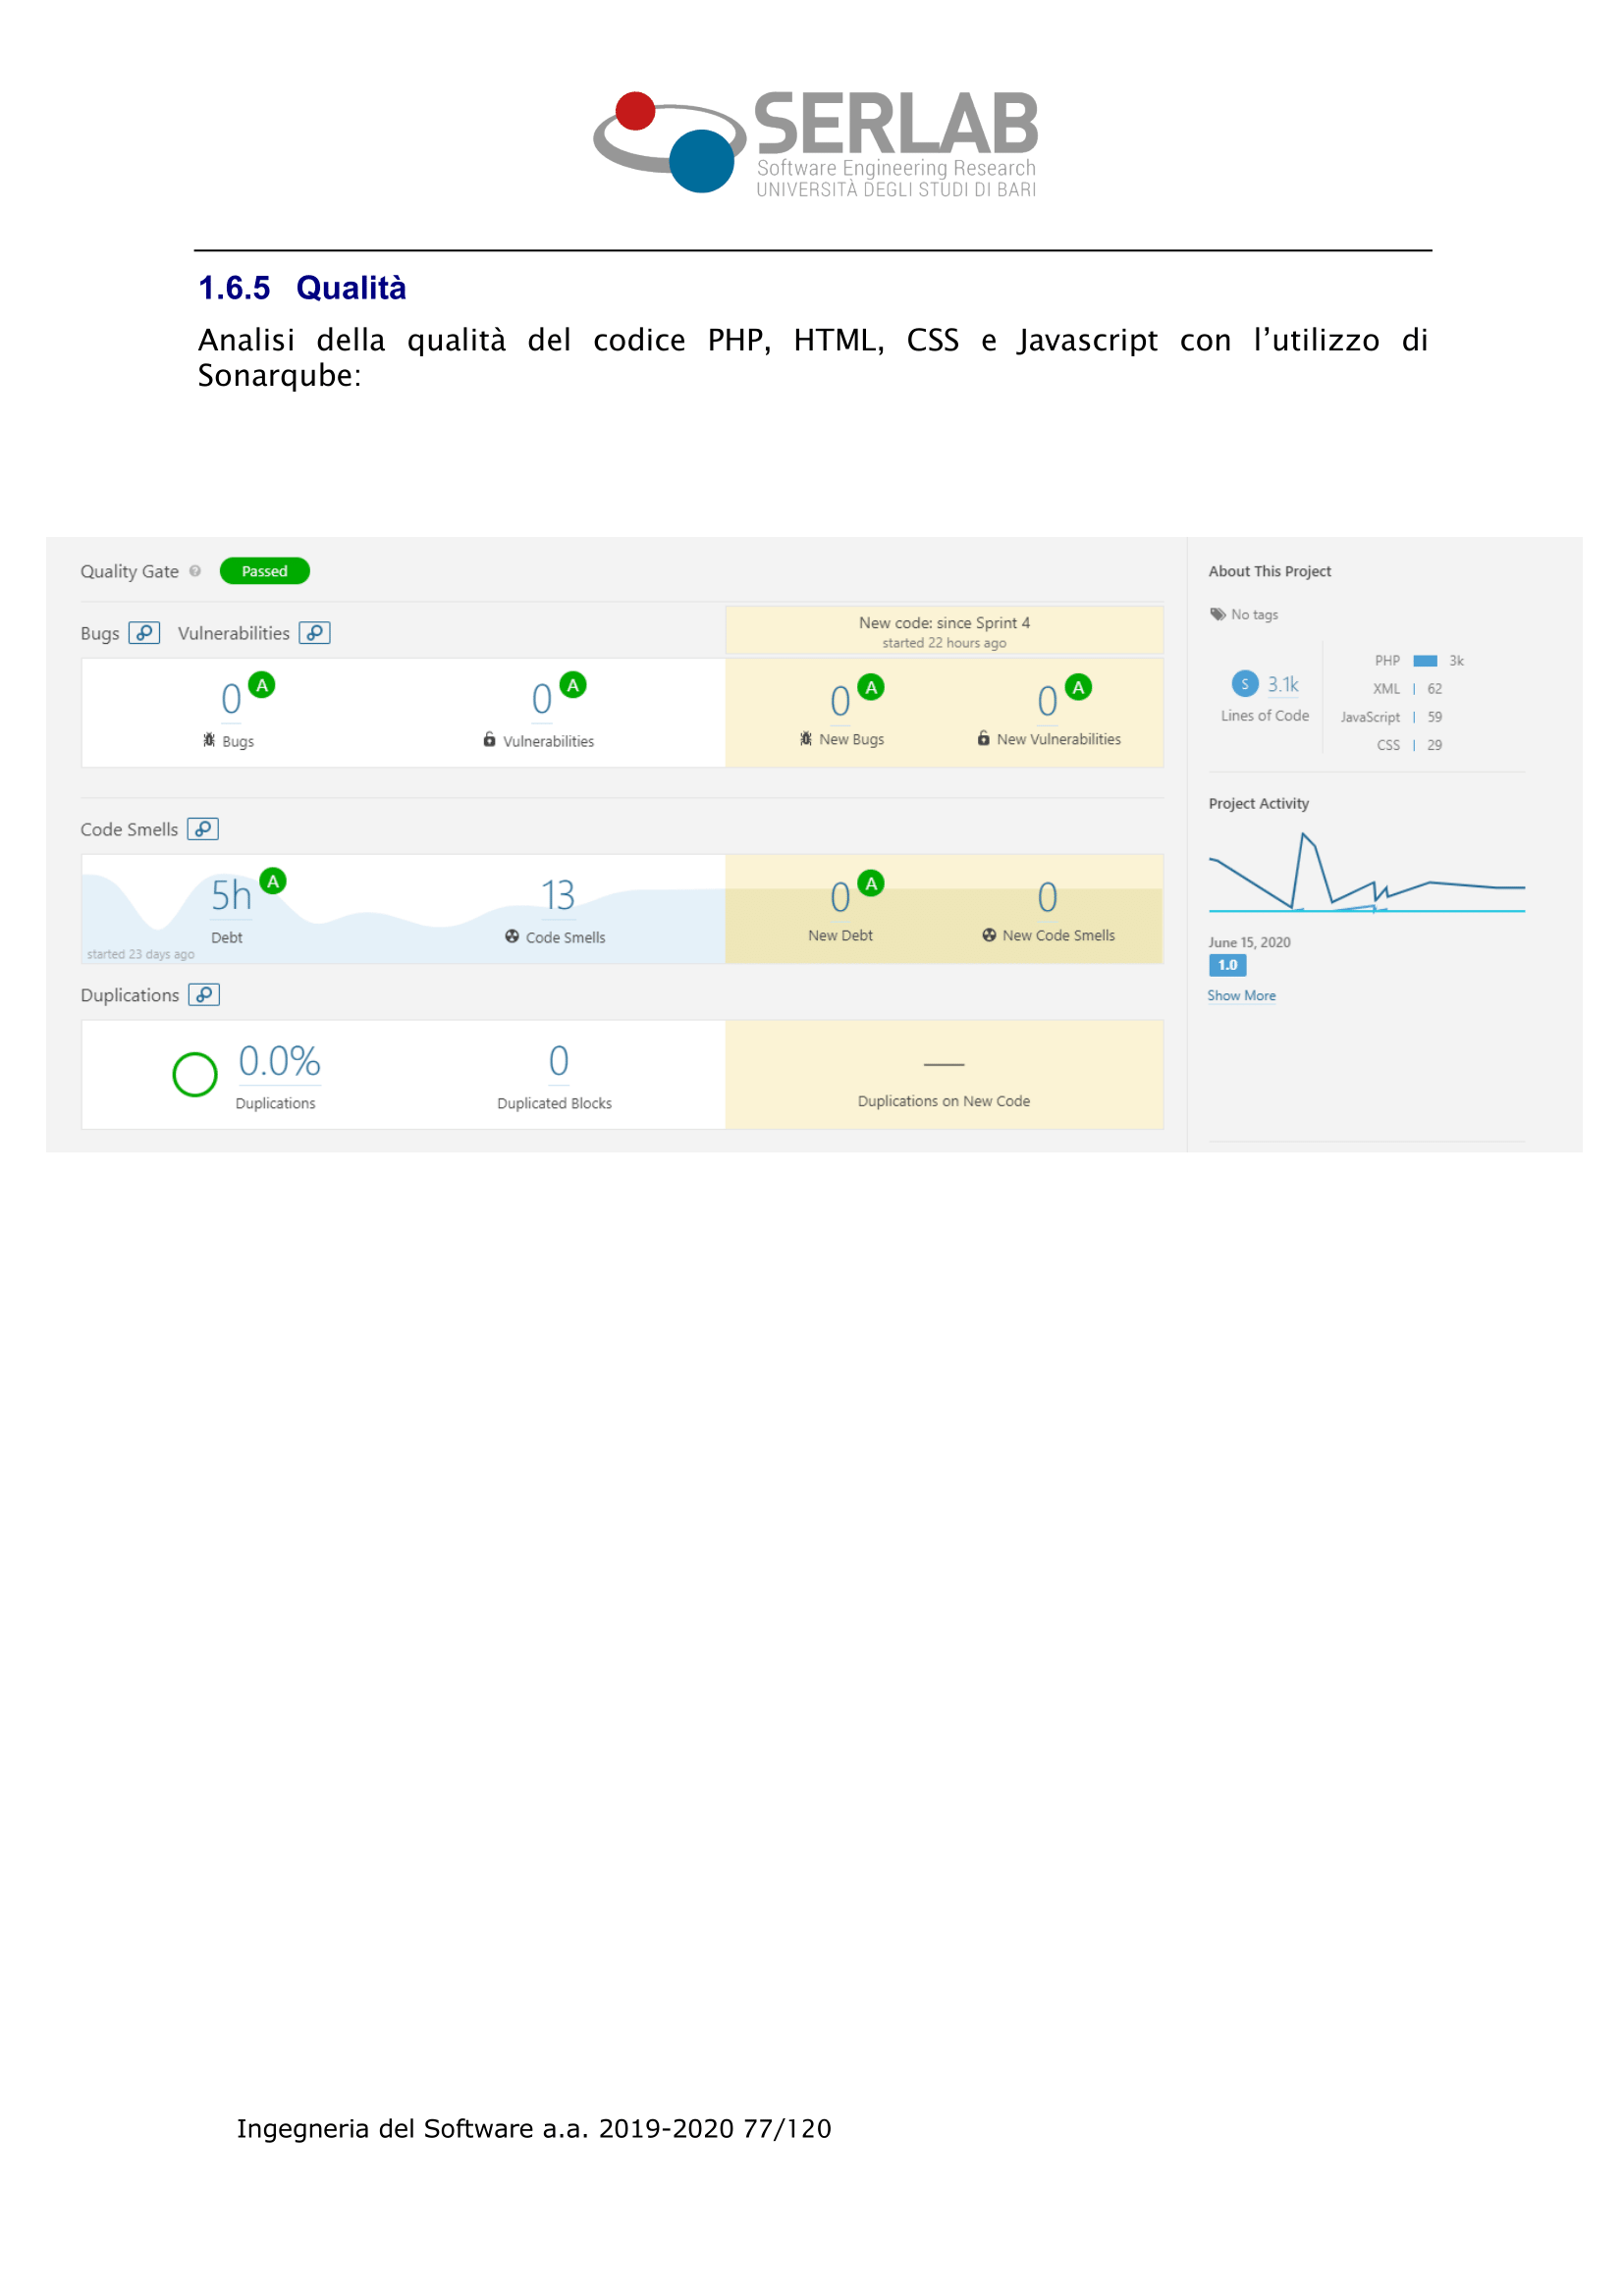 SERLAB
Software Engineering Research
UNIVERSITÀ DEGLI STUDI DI BARI
1.6.5 Qualità
Analisi della qualità del codice PHP, HTML, CSS e Javascript con l’utilizzo di
Sonarqube:
Quality Gate ? Passed
Bugs Vulnerabilities
New code: since Sprint 4
started 22 hours ago
0 A
Bugs
0 A
Vulnerabilities
0 A
New Bugs
0 A
New Vulnerabilities
Code Smells
5h A
Debt
started 23 days ago
13
Code Smells
0 A
New Debt
0
New Code Smells
Duplications
0.0%
Duplications
0
Duplicated Blocks
—
Duplications on New Code
About This Project
No tags
S 3.1k
Lines of Code
PHP 3k
XML 62
JavaScript 59
CSS 29
Project Activity
June 15, 2020
1.0
Show More
Ingegneria del Software a.a. 2019-2020 77/120